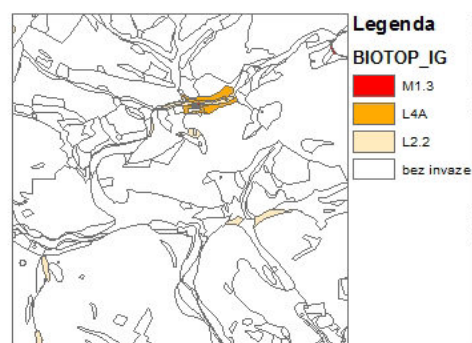 Legenda
BIOTOP_IG
M1.3
L4A
L2.2
bez invaze